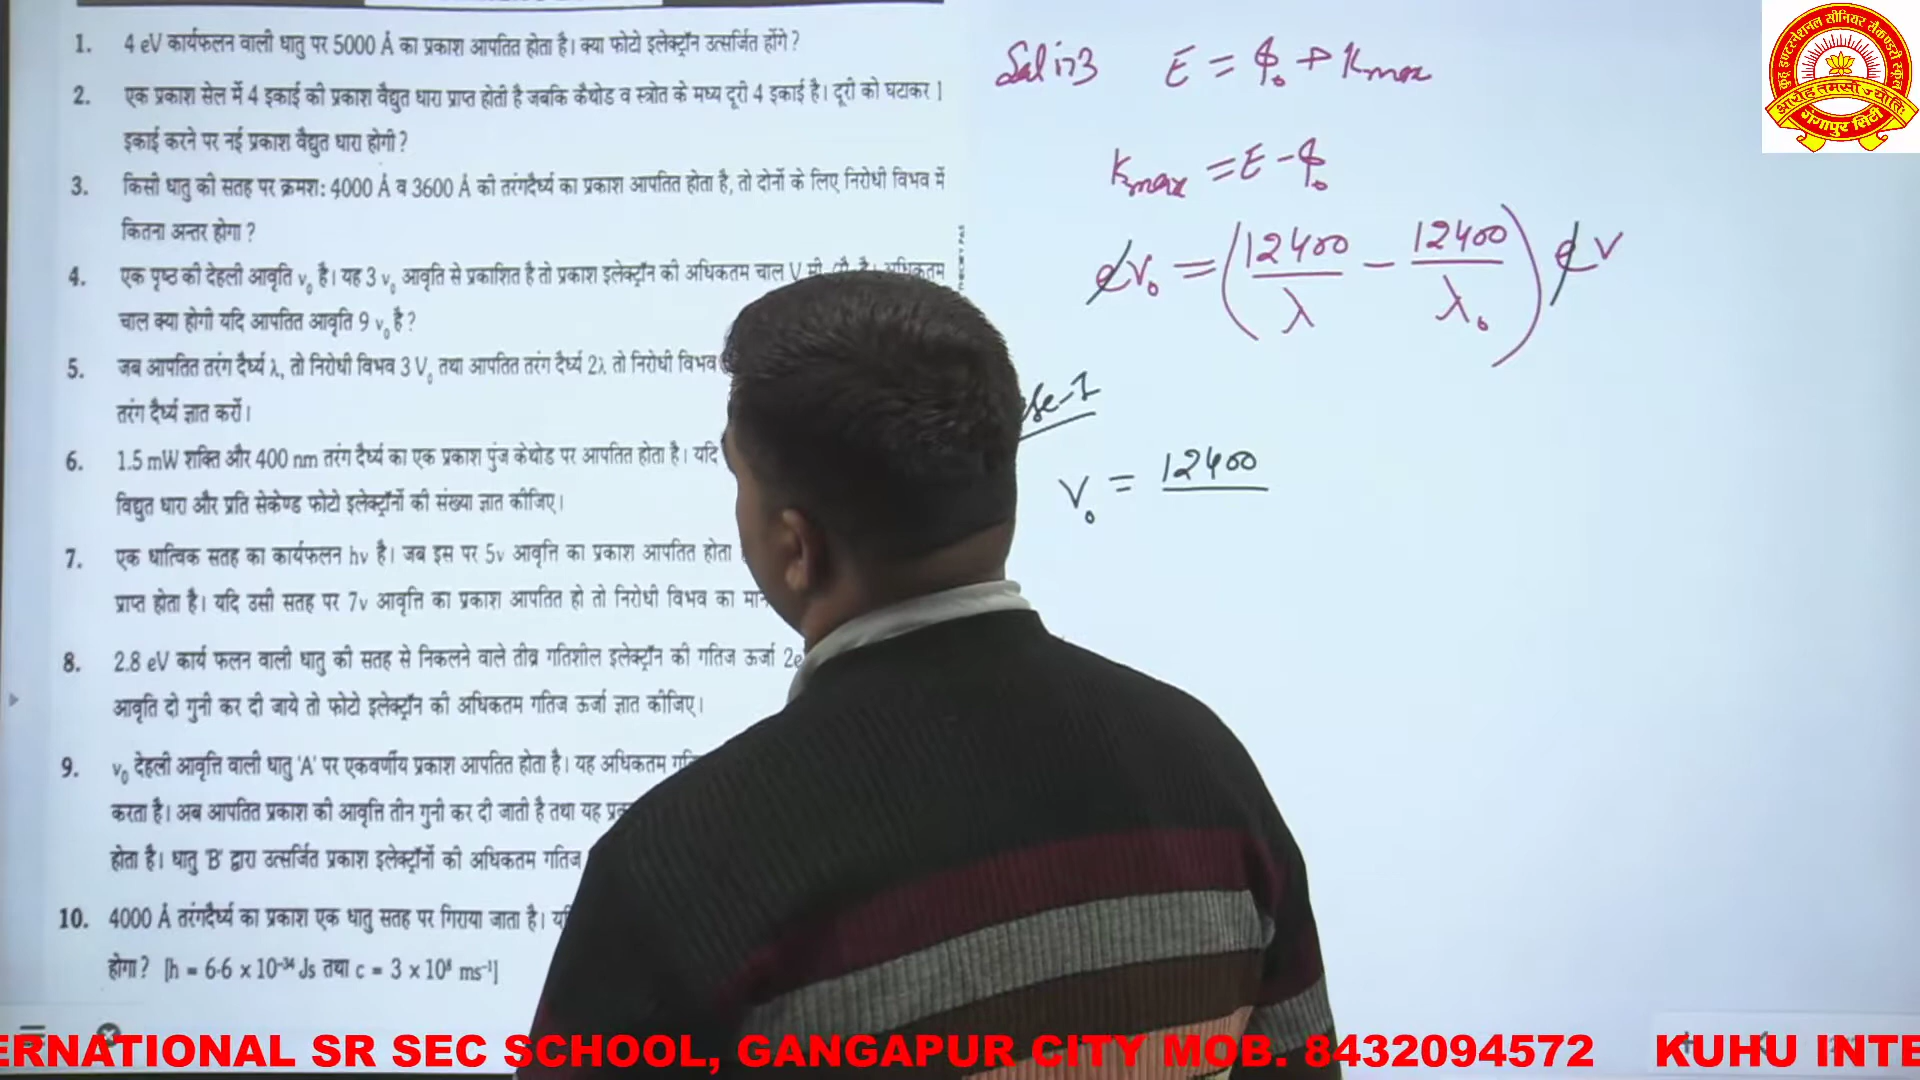 1. 4 eV कार्यफलन वाली धातु पर 5000 Å का प्रकाश आपतित होता है। क्या फोटो इलेक्ट्रॉन उत्सर्जित होंगे?
2. एक प्रकाश सेल में 4 इकाई की प्रकाश वैद्युत धारा प्राप्त होती है जबकि कैथोड व स्त्रोत के मध्य दूरी 4 इकाई है। दूरी को घटाकर 1
इकाई करने पर नई प्रकाश वैद्युत धारा होगी?
3. किसी धातु की सतह पर क्रमश: 4000 Å व 3600 Å की तरंगदैर्ध्य का प्रकाश आपतित होता है, तो दोनों के लिए निरोधी विभव में
कितना अन्तर होगा?
4. एक पृष्ठ की देहली आवृति v₀ है। यह 3 v₀ आवृति से प्रकाशित है तो प्रकाश इलेक्ट्रॉन की अधिकतम चाल V अधिकतम
चाल क्या होगी यदि आपतित आवृति 9 v₀ है?
5. जब आपतित तरंग दैर्ध्य λ, तो निरोधी विभव 3 V₀ तथा आपतित तरंग दैर्ध्य 2λ तो निरोधी विभव
तरंग दैर्ध्य ज्ञात करों।
6. 1.5 mW शक्ति और 400 nm तरंग दैर्ध्य का एक प्रकाश पुंज केथोड पर आपतित होता है। यदि
विद्युत धारा और प्रति सेकेण्ड फोटो इलेक्ट्रॉनों की संख्या ज्ञात कीजिए।
7. एक धात्विक सतह का कार्यफलन hv है। जब इस पर 5v आवृत्ति का प्रकाश आपतित होता
प्राप्त होता है। यदि उसी सतह पर 7v आवृत्ति का प्रकाश आपतित हो तो निरोधी विभव का
8. 2.8 eV कार्य फलन वाली धातु की सतह से निकलने वाले तीव्र गतिशील इलेक्ट्रॉन की गतिज ऊर्जा
आवृति दो गुनी कर दी जाये तो फोटो इलेक्ट्रॉन की अधिकतम गतिज ऊर्जा ज्ञात कीजिए।
9. v₀ देहली आवृत्ति वाली धातु 'A' पर एकवर्णीय प्रकाश आपतित होता है। यह अधिकतम
करता है। अब आपतित प्रकाश की आवृत्ति तीन गुनी कर दी जाती है तथा यह
होता है। धातु 'B' द्वारा उत्सर्जित प्रकाश इलेक्ट्रॉनों की अधिकतम गतिज
10. 4000 Å तरंगदैर्ध्य का प्रकाश एक धातु सतह पर गिराया जाता है।
होगा? [h = 6·6 × 10⁻³⁴ Js तथा c = 3 × 10⁸ ms⁻¹]
E = Φ₀ + Kmax
Kmax = E - Φ₀
eV₀ = (12400/λ - 12400/λ₀) eV
V₀ = 12400
कुहू इण्टरनेशनल सीनियर सैकण्डरी स्कूल
आरोह तमसो ज्योतिः
गंगापुर सिटी
ERNATIONAL SR SEC SCHOOL, GANGAPUR CITY MOB. 8432094572 KUHU INTE